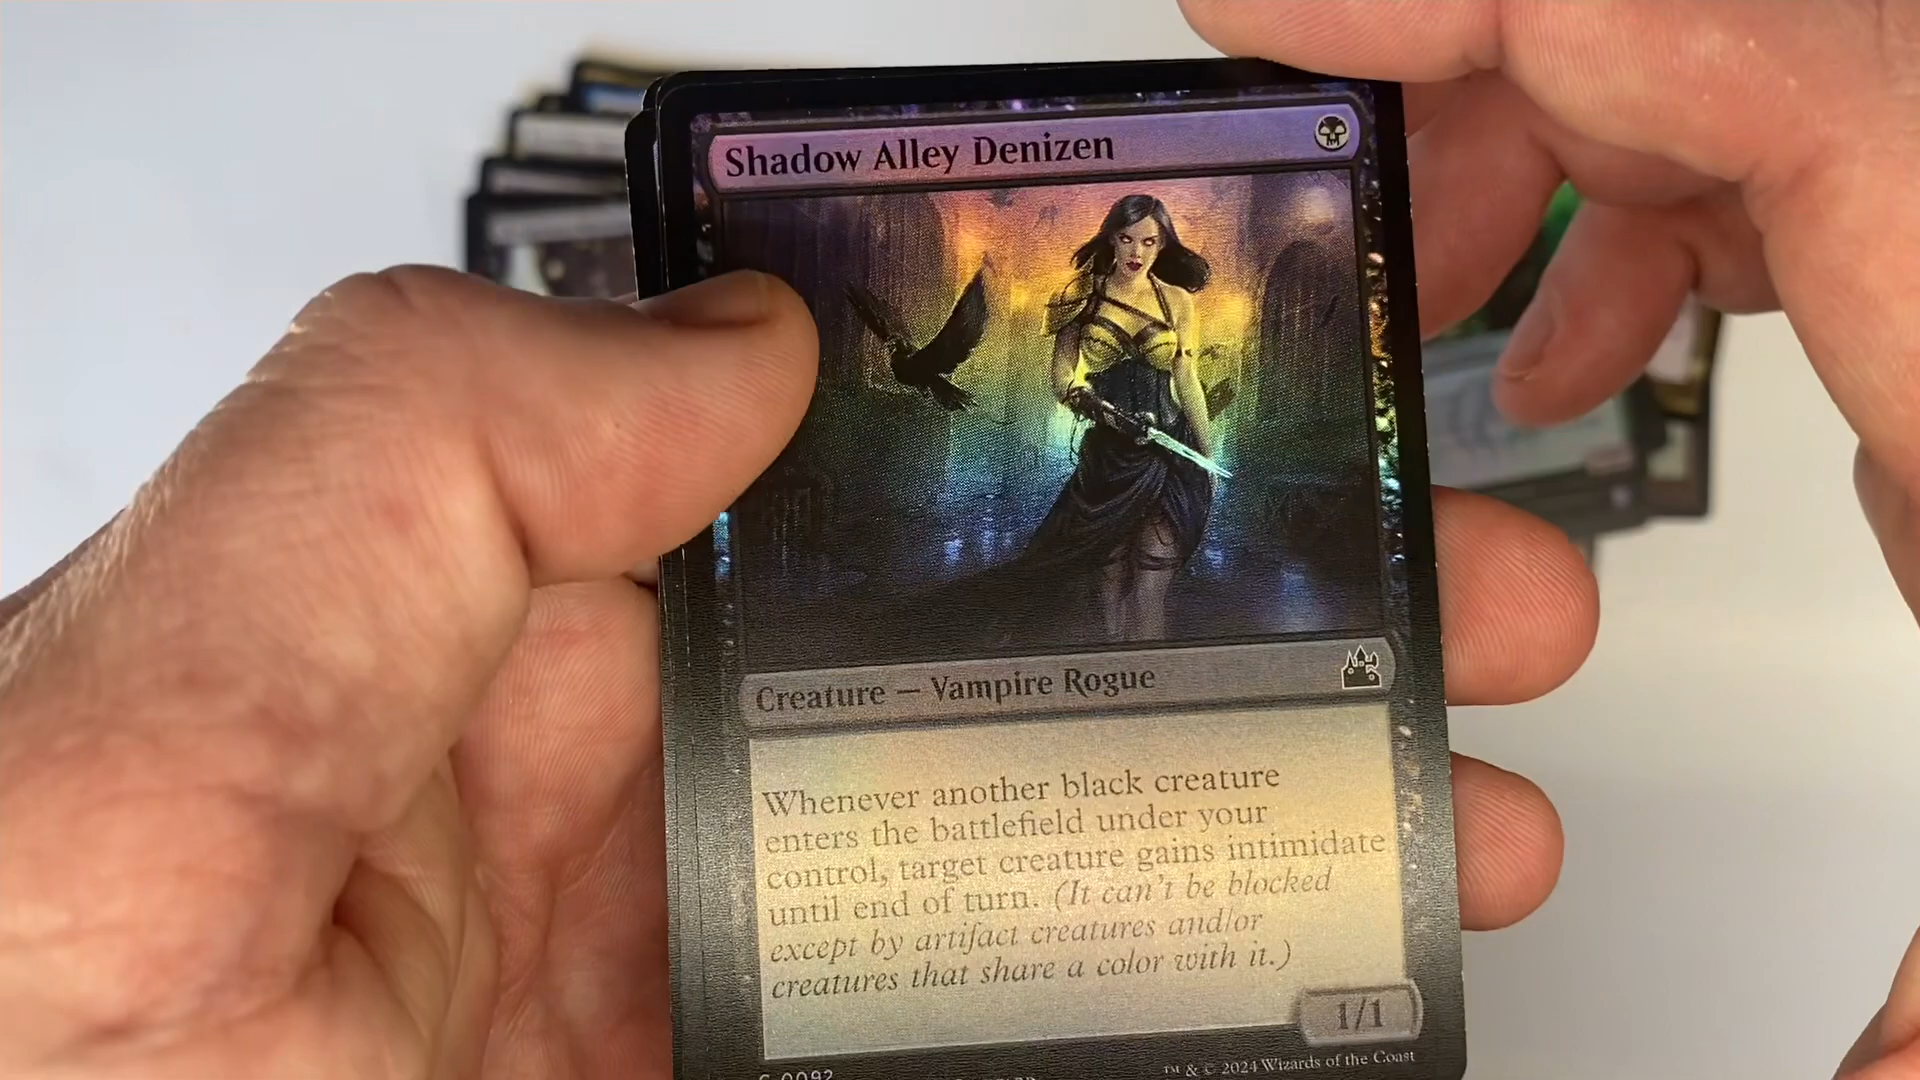 Shadow Alley Denizen
Creature — Vampire Rogue
Whenever another black creature
enters the battlefield under your
control, target creature gains intimidate
until end of turn. (It can't be blocked
except by artifact creatures and/or
creatures that share a color with it.)
1/1
C 0092
™ & © 2024 Wizards of the Coast